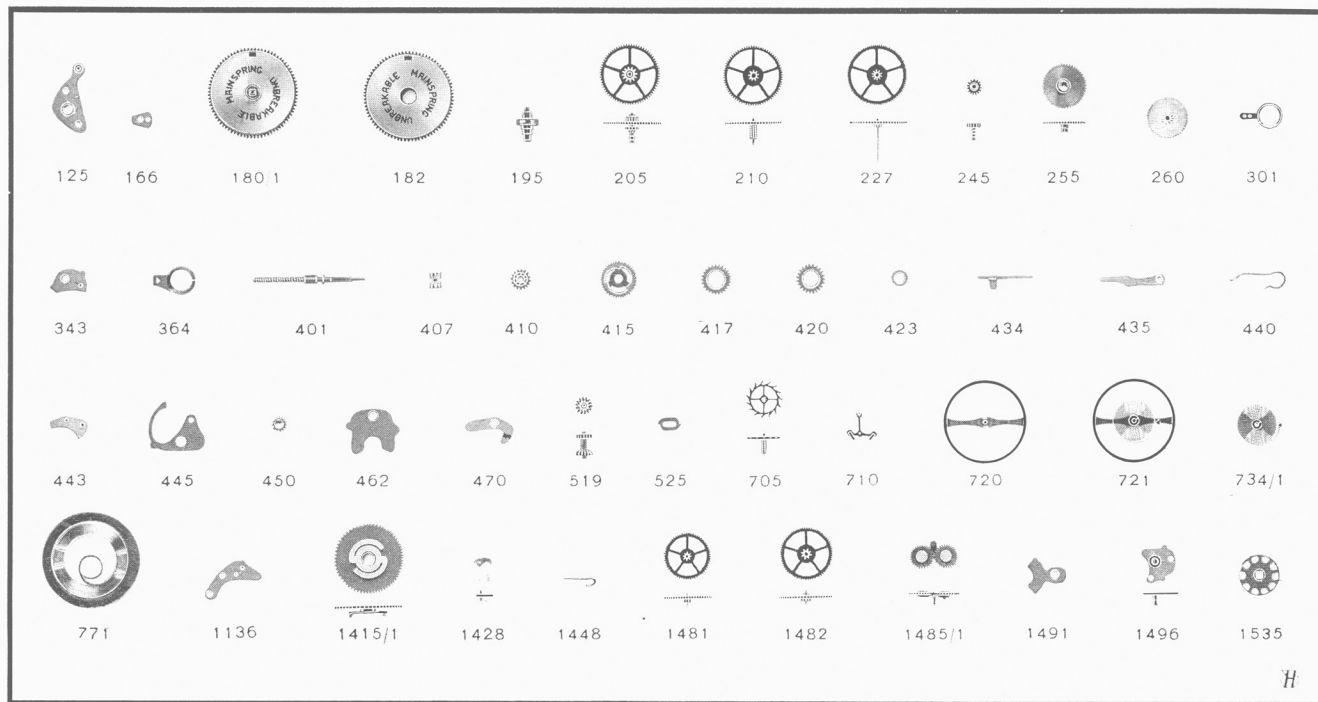 MAINSPRING UNBREAKABLE
UNBREAKABLE MAINSPRING
125 166 180/1 182 195 205 210 227 245 255 260 301
343 364 401 407 410 415 417 420 423 434 435 440
443 445 450 462 470 519 525 705 710 720 721 734/1
771 1136 1415/1 1428 1448 1481 1482 1485/1 1491 1496 1535
H